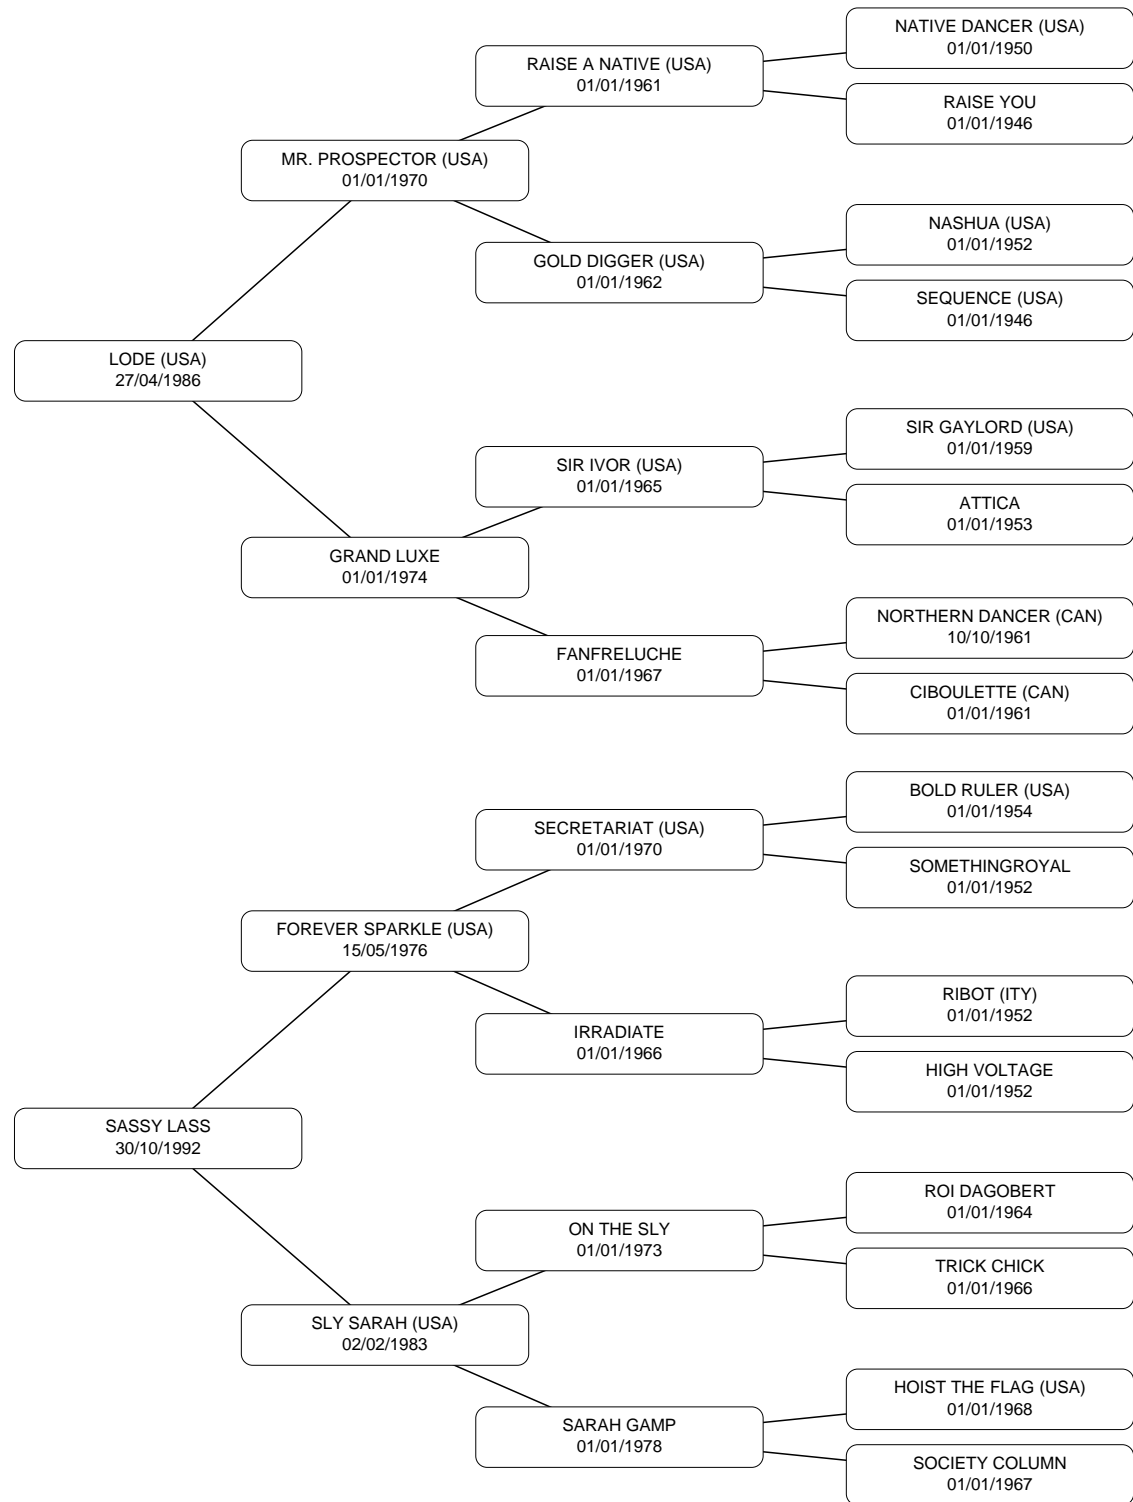 NATIVE DANCER (USA)
01/01/1950
RAISE A NATIVE (USA)
01/01/1961
RAISE YOU
01/01/1946
MR. PROSPECTOR (USA)
01/01/1970
NASHUA (USA)
01/01/1952
GOLD DIGGER (USA)
01/01/1962
SEQUENCE (USA)
01/01/1946
LODE (USA)
27/04/1986
SIR GAYLORD (USA)
01/01/1959
SIR IVOR (USA)
01/01/1965
ATTICA
01/01/1953
GRAND LUXE
01/01/1974
NORTHERN DANCER (CAN)
10/10/1961
FANFRELUCHE
01/01/1967
CIBOULETTE (CAN)
01/01/1961
BOLD RULER (USA)
01/01/1954
SECRETARIAT (USA)
01/01/1970
SOMETHINGROYAL
01/01/1952
FOREVER SPARKLE (USA)
15/05/1976
RIBOT (ITY)
01/01/1952
IRRADIATE
01/01/1966
HIGH VOLTAGE
01/01/1952
SASSY LASS
30/10/1992
ROI DAGOBERT
01/01/1964
ON THE SLY
01/01/1973
TRICK CHICK
01/01/1966
SLY SARAH (USA)
02/02/1983
HOIST THE FLAG (USA)
01/01/1968
SARAH GAMP
01/01/1978
SOCIETY COLUMN
01/01/1967